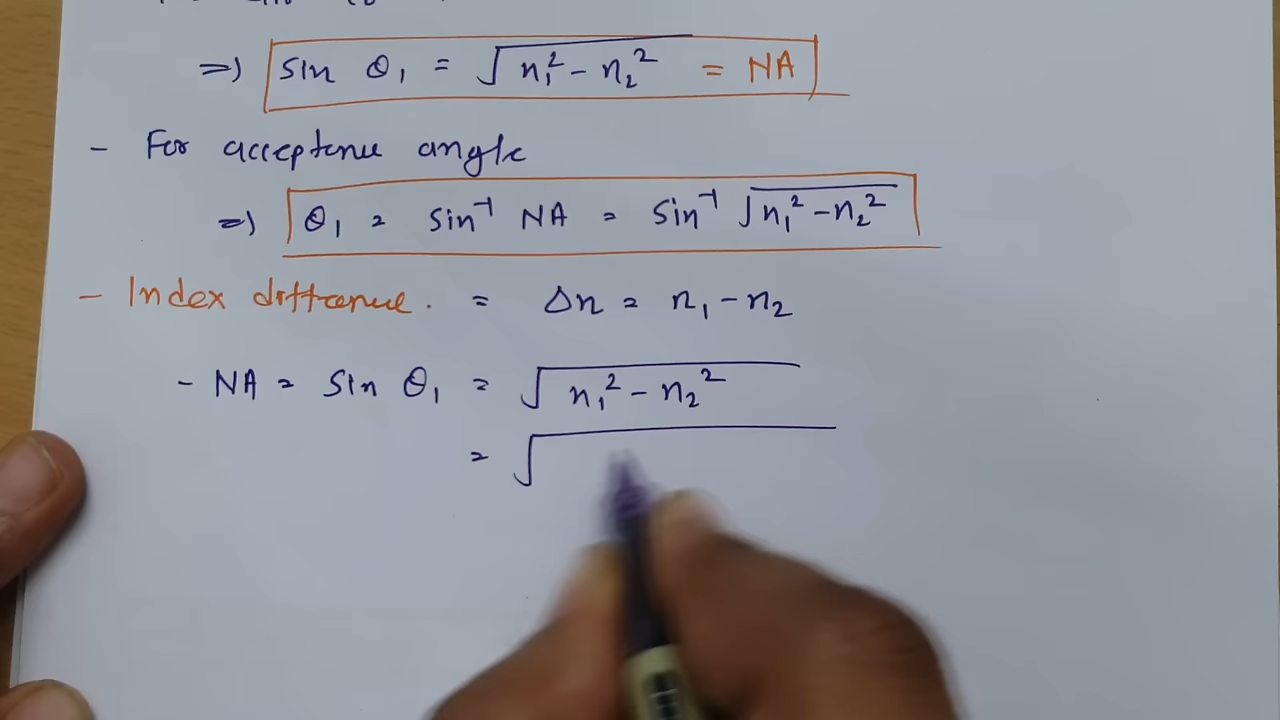 =) sin θ₁ = √(n₁² - n₂²) = NA
- For acceptance angle
=) θ₁ = sin⁻¹ NA = sin⁻¹ √(n₁² - n₂²)
- Index difference. = Δn = n₁ - n₂
- NA = sin θ₁ = √(n₁² - n₂²)
= √